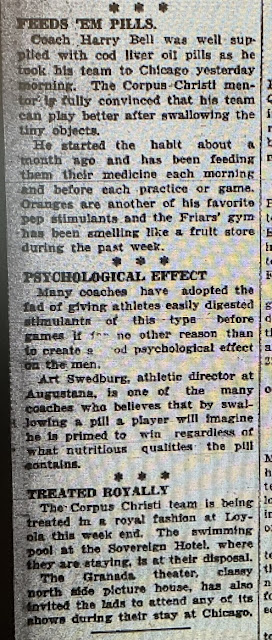 * * *
FEEDS 'EM PILLS.
Coach Harry Bell was well sup-
plied with cod liver oil pills as he
took his team to Chicago yesterday
morning. The Corpus-Christi men-
tor is fully convinced that his team
can play better after swallowing the
tiny objects.
He started the habit about a
month ago and has been feeding
them their medicine each morning
and before each practice or game.
Oranges are another of his favorite
pep stimulants and the Friars' gym
has been smelling like a fruit store
during the past week.
* * *
PSYCHOLOGICAL EFFECT
Many coaches have adopted the
fad of giving athletes easily digested
stimulants of this type before
games if no other reason than
to create a od psychological effect
on the men.
Art Swedburg, athletic director at
Augustana, is one of the many
coaches who believes that by swal-
lowing a pill a player will imagine
he is primed to win regardless of
what nutritious qualities the pill
contains.
* * *
TREATED ROYALLY
The Corpus Christi team is being
treated in a royal fashion at Loy-
ola this week end. The swimming
pool at the Sovereign Hotel, where
they are staying, is at their disposal.
The Granada theater, classy
north side picture house, has also
invited the lads to attend any of its
shows during their stay at Chicago.